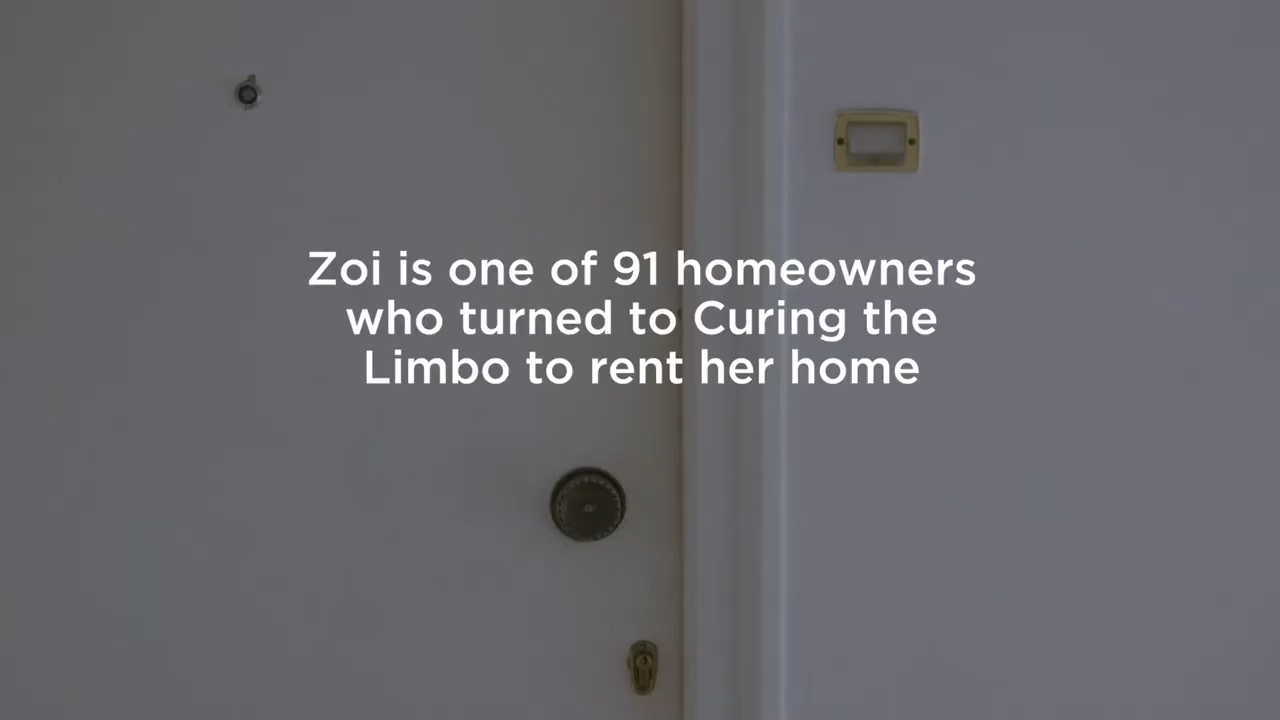 Zoi is one of 91 homeowners
who turned to Curing the
Limbo to rent her home